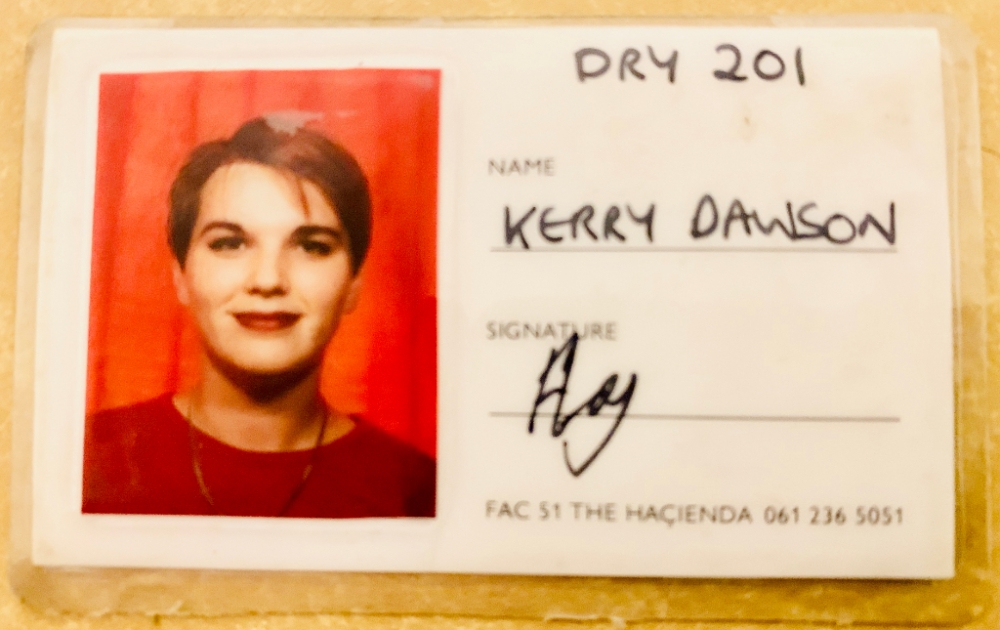 DRY 201
NAME
KERRY DAWSON
SIGNATURE
FAC 51 THE HAÇIENDA 061 236 5051